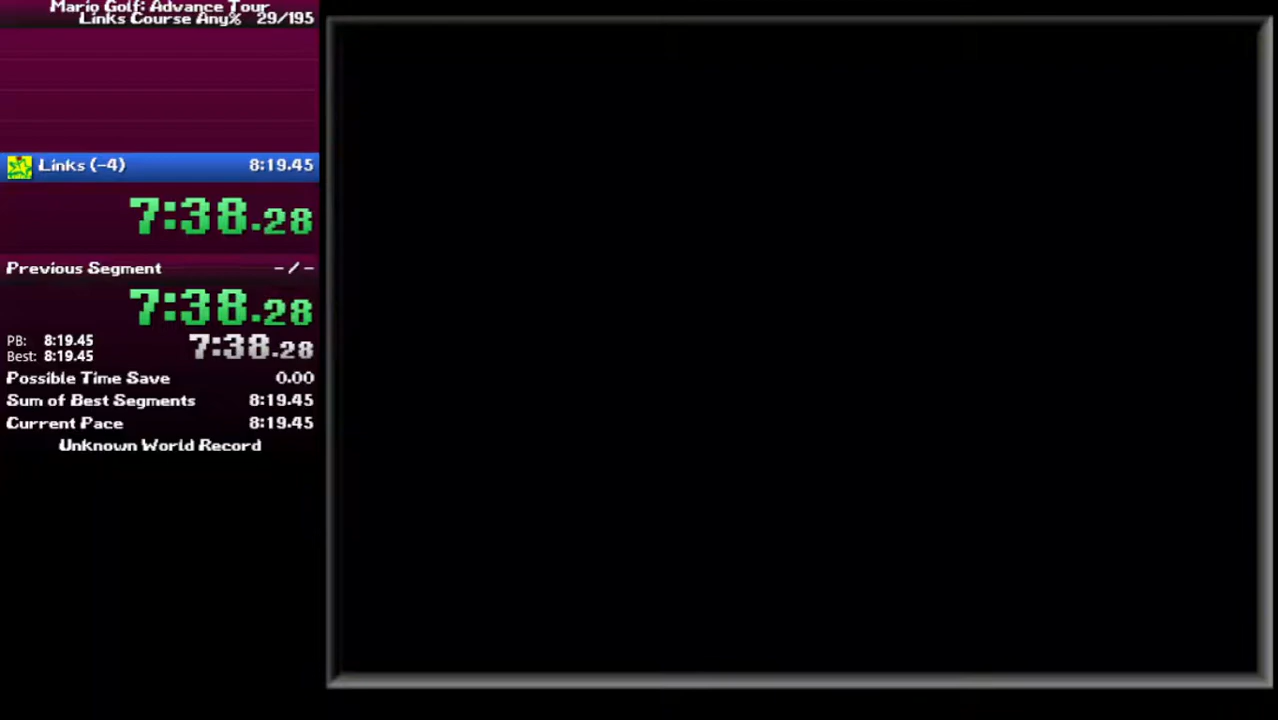 Mario Golf: Advance Tour
Links Course Any% 29/195
Links (-4) 8:19.45
7:38.28
Previous Segment -/-
7:38.28
PB: 8:19.45
Best: 8:19.45 7:38.28
Possible Time Save 0.00
Sum of Best Segments 8:19.45
Current Pace 8:19.45
Unknown World Record